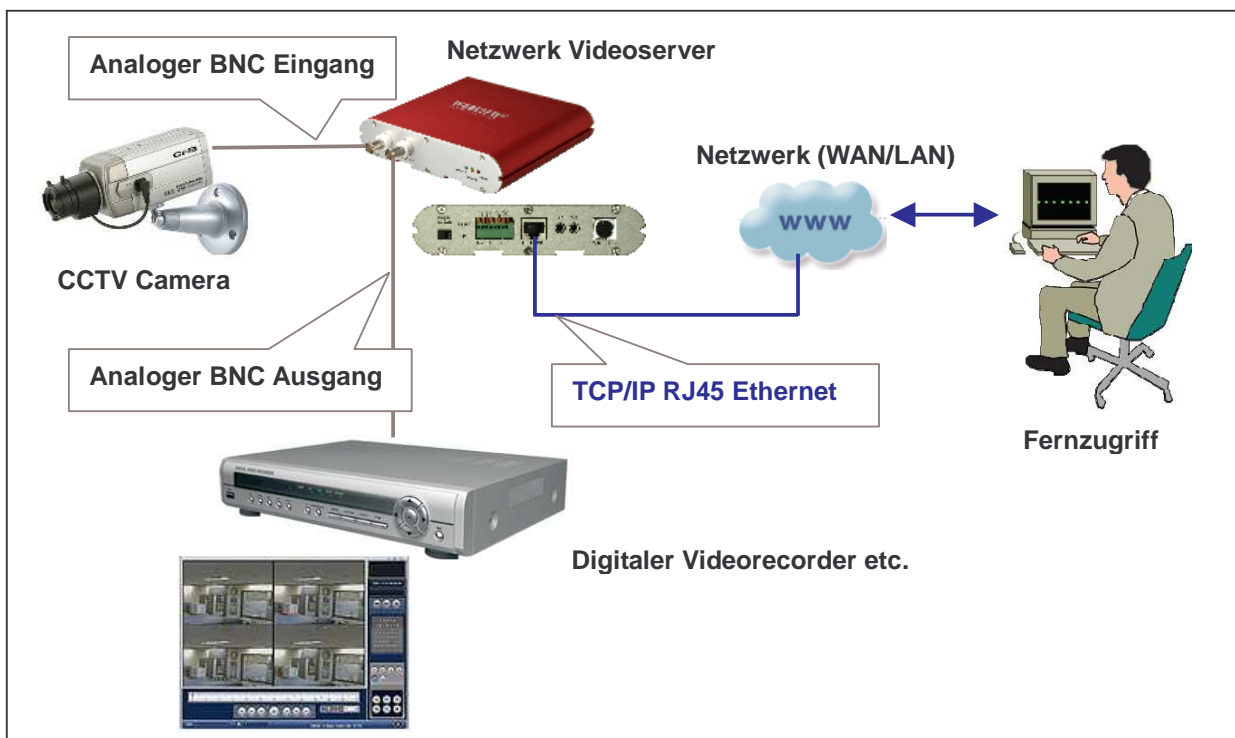 Analoger BNC Eingang
Netzwerk Videoserver
Netzwerk (WAN/LAN)
www
CNB
CCTV Camera
Analoger BNC Ausgang
TCP/IP RJ45 Ethernet
Fernzugriff
Digitaler Videorecorder etc.